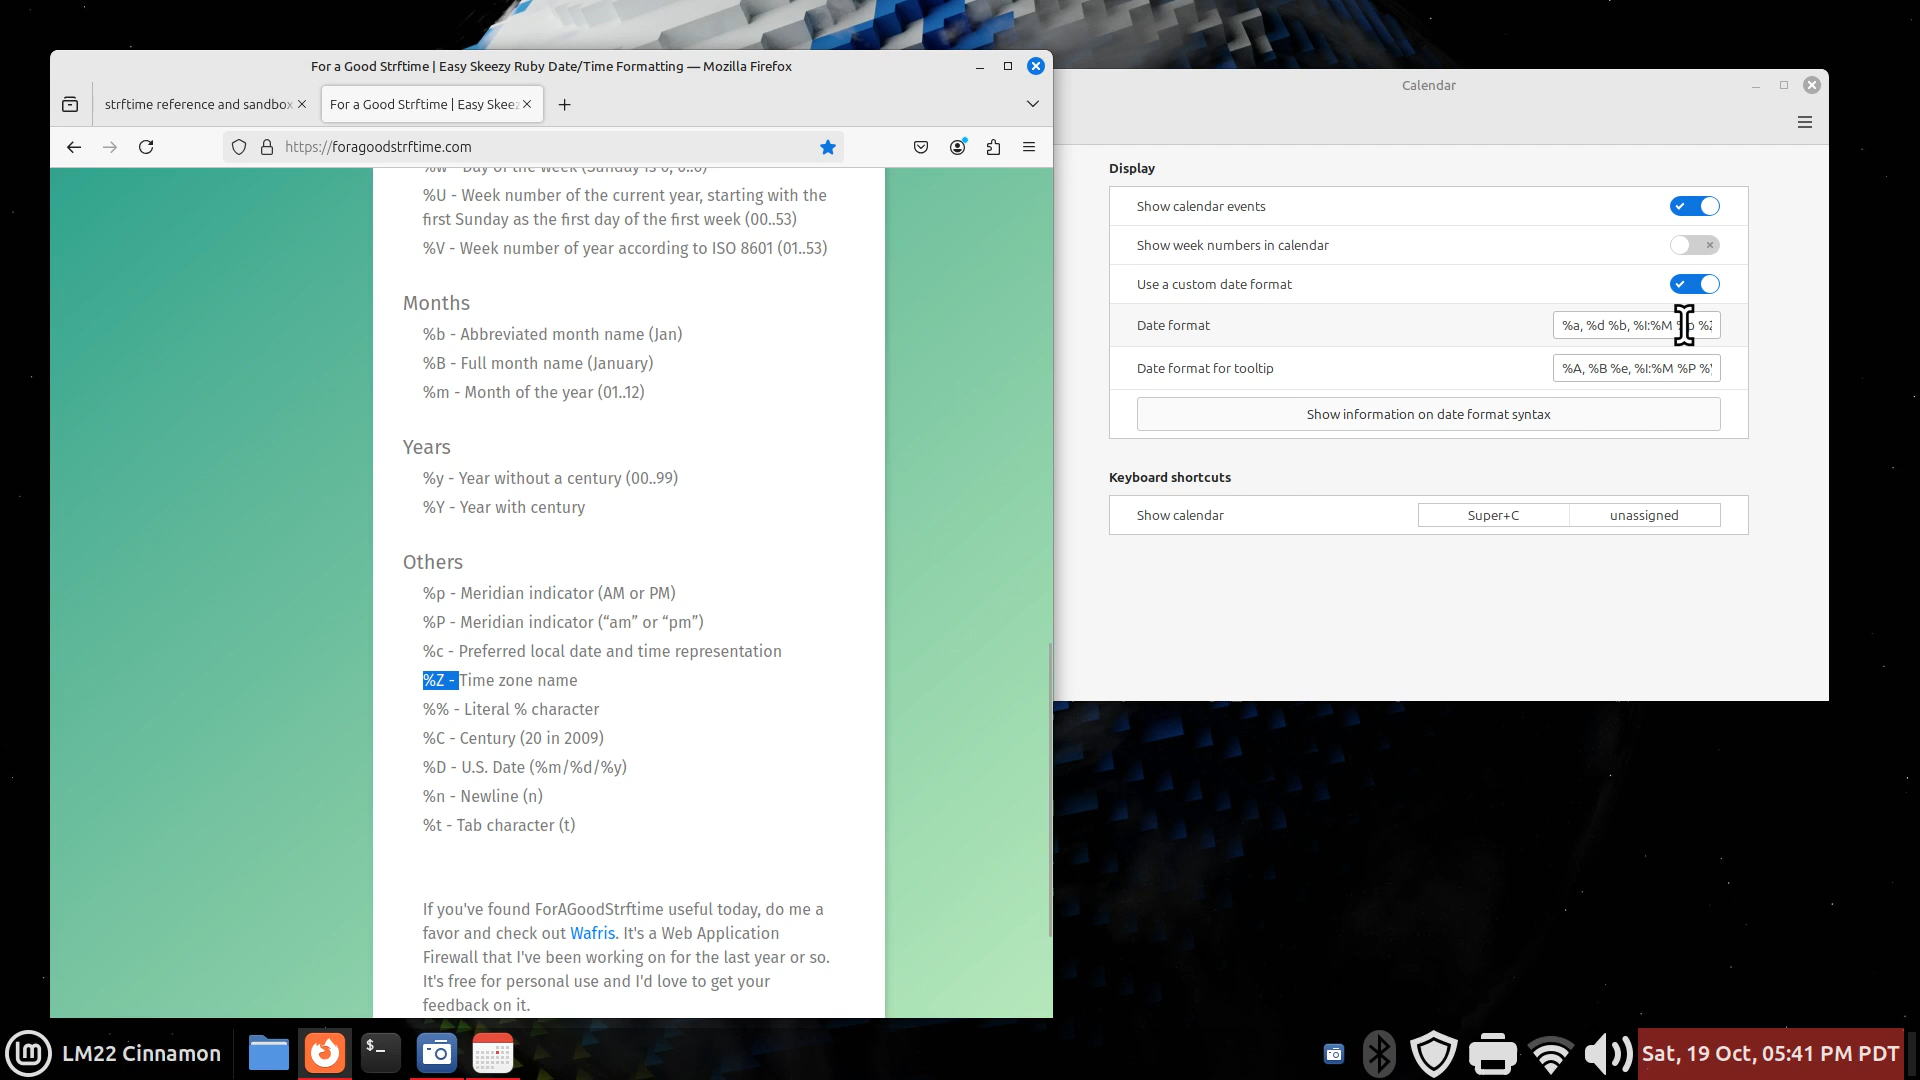 For a Good Strftime | Easy Skeezy Ruby Date/Time Formatting — Mozilla Firefox
strftime reference and sandbox
For a Good Strftime | Easy Skeez
https://foragoodstrftime.com
%U - Week number of the current year, starting with the
first Sunday as the first day of the first week (00..53)
%V - Week number of year according to ISO 8601 (01..53)
Months
%b - Abbreviated month name (Jan)
%B - Full month name (January)
%m - Month of the year (01..12)
Years
%y - Year without a century (00..99)
%Y - Year with century
Others
%p - Meridian indicator (AM or PM)
%P - Meridian indicator (“am” or “pm”)
%c - Preferred local date and time representation
%Z - Time zone name
%% - Literal % character
%C - Century (20 in 2009)
%D - U.S. Date (%m/%d/%y)
%n - Newline (n)
%t - Tab character (t)
If you've found ForAGoodStrftime useful today, do me a
favor and check out Wafris. It's a Web Application
Firewall that I've been working on for the last year or so.
It's free for personal use and I'd love to get your
feedback on it.
Calendar
Display
Show calendar events
Show week numbers in calendar
Use a custom date format
Date format
%a, %d %b, %I:%M
Date format for tooltip
%A, %B %e, %I:%M %P
Show information on date format syntax
Keyboard shortcuts
Show calendar
Super+C
unassigned
LM22 Cinnamon
Sat, 19 Oct, 05:41 PM PDT